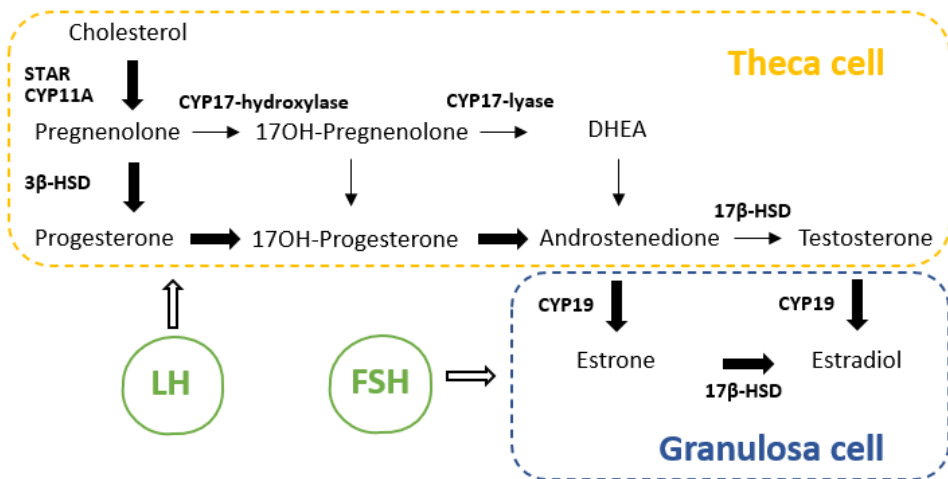 Cholesterol
Theca cell
STAR
CYP11A
CYP17-hydroxylase
CYP17-lyase
Pregnenolone
17OH-Pregnenolone
DHEA
3β-HSD
17β-HSD
Progesterone
17OH-Progesterone
Androstenedione
Testosterone
CYP19
CYP19
LH
FSH
Estrone
Estradiol
17β-HSD
Granulosa cell